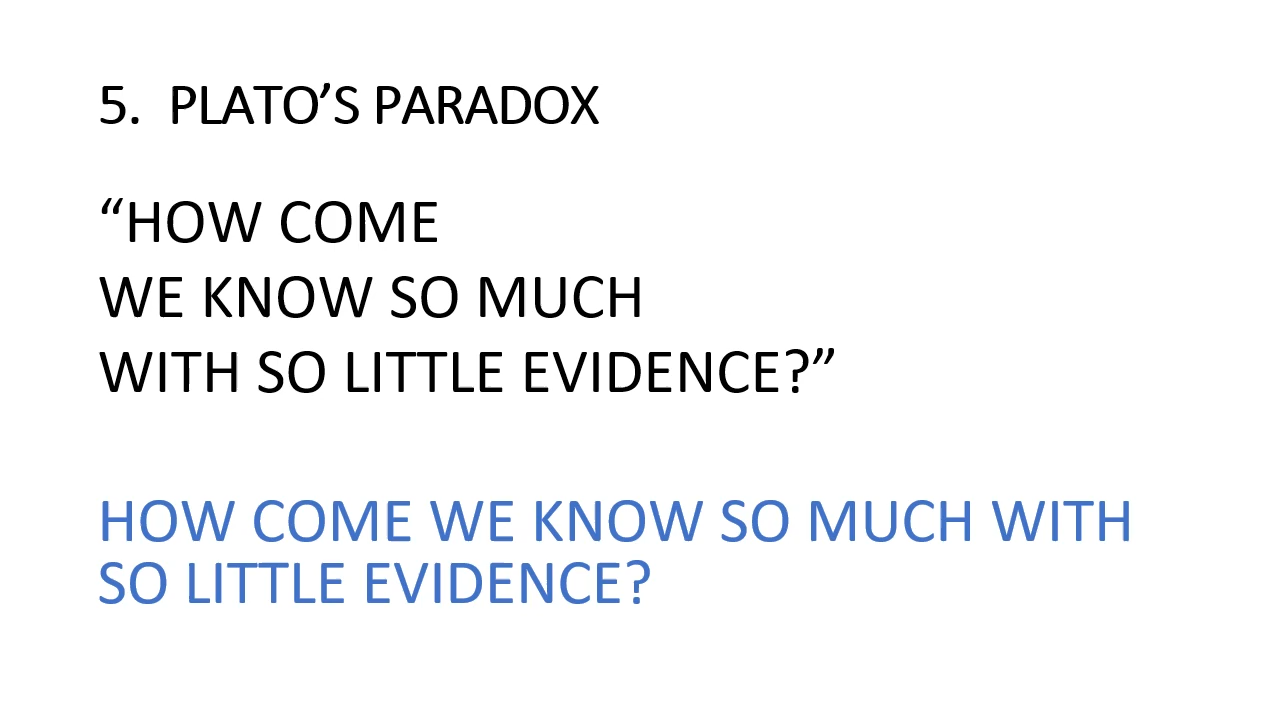 5. PLATO’S PARADOX
“HOW COME
WE KNOW SO MUCH
WITH SO LITTLE EVIDENCE?”
HOW COME WE KNOW SO MUCH WITH
SO LITTLE EVIDENCE?